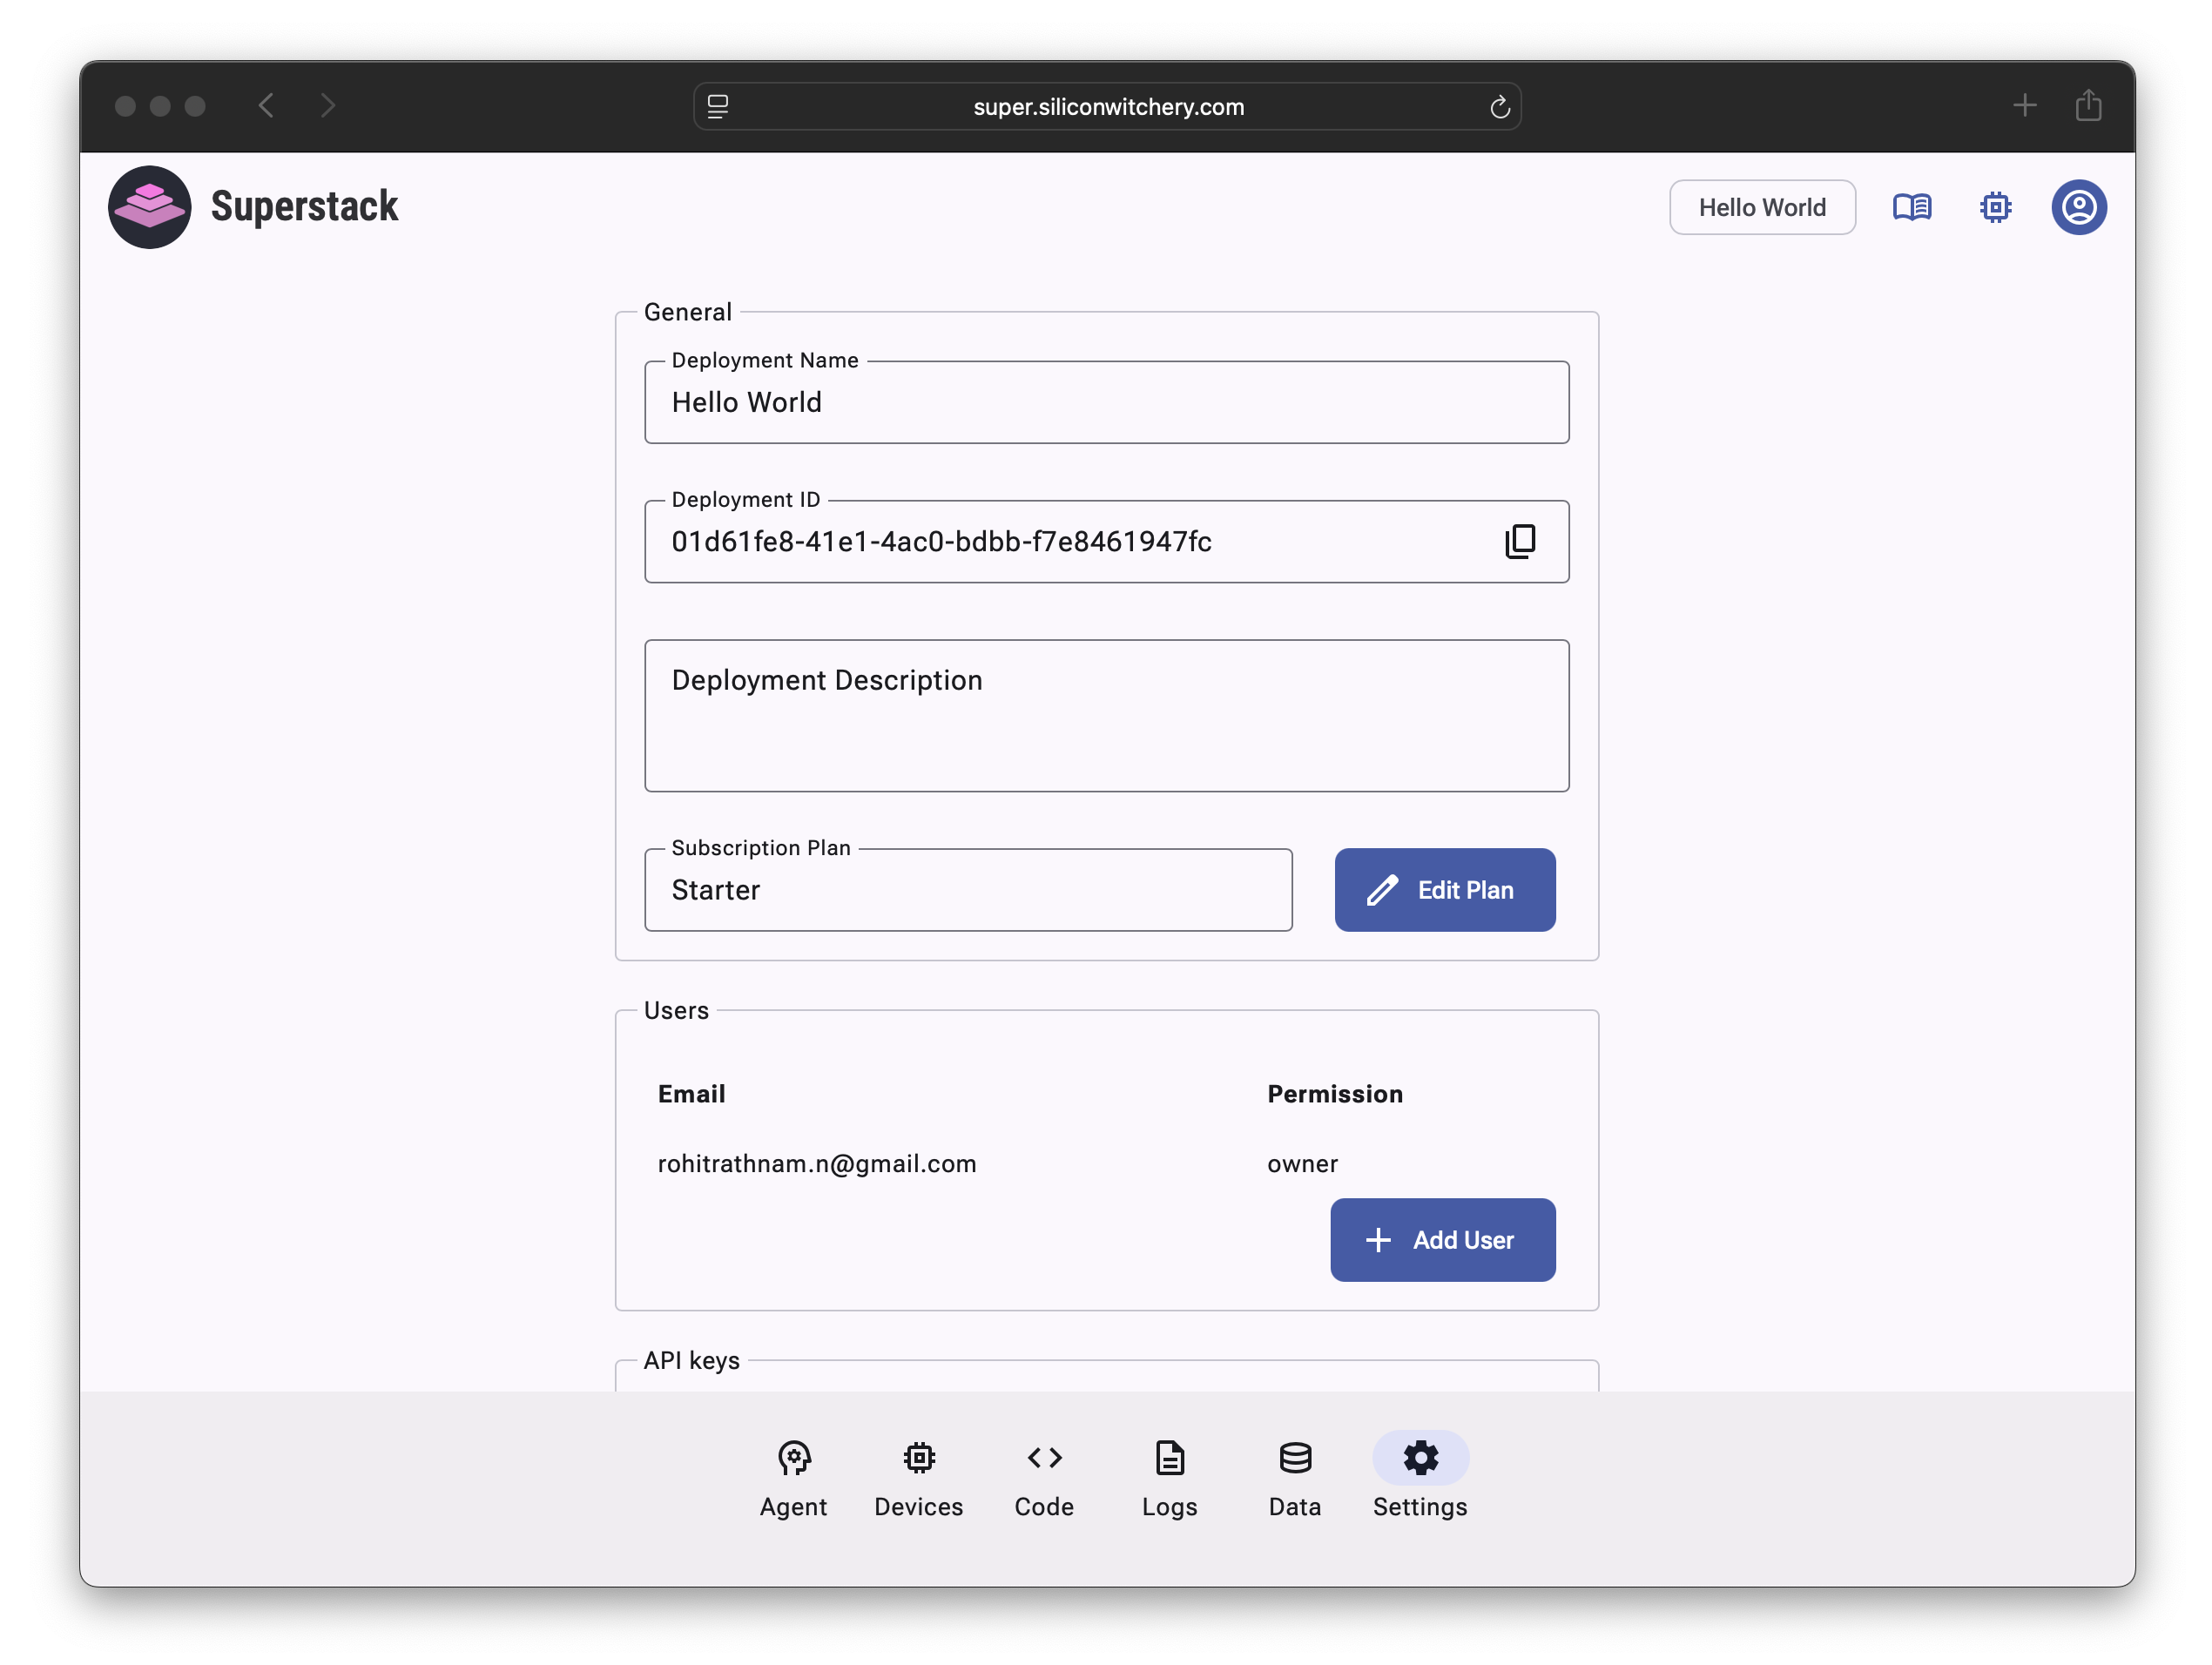 super.siliconwitchery.com
Superstack
Hello World
General
Deployment Name
Hello World
Deployment ID
01d61fe8-41e1-4ac0-bdbb-f7e8461947fc
Deployment Description
Subscription Plan
Starter
Edit Plan
Users
Email Permission
rohitrathnam.n@gmail.com owner
Add User
API keys
Agent Devices Code Logs Data Settings